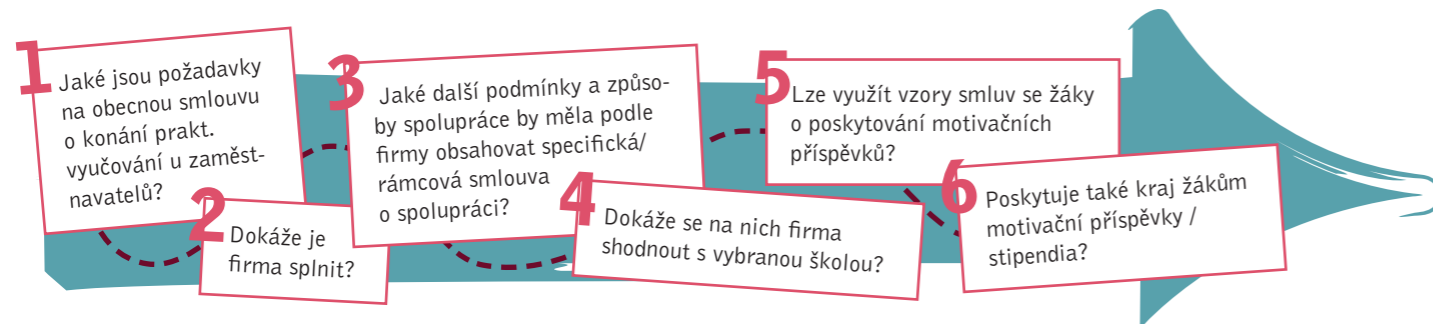 1
Jaké jsou požadavky
na obecnou smlouvu
o konání prakt.
vyučování u zaměst-
navatelů?
2
Dokáže je
firma splnit?
3
Jaké další podmínky a způso-
by spolupráce by měla podle
firmy obsahovat specifická/
rámcová smlouva
o spolupráci?
4
Dokáže se na nich firma
shodnout s vybranou školou?
5
Lze využít vzory smluv se žáky
o poskytování motivačních
příspěvků?
6
Poskytuje také kraj žákům
motivační příspěvky /
stipendia?